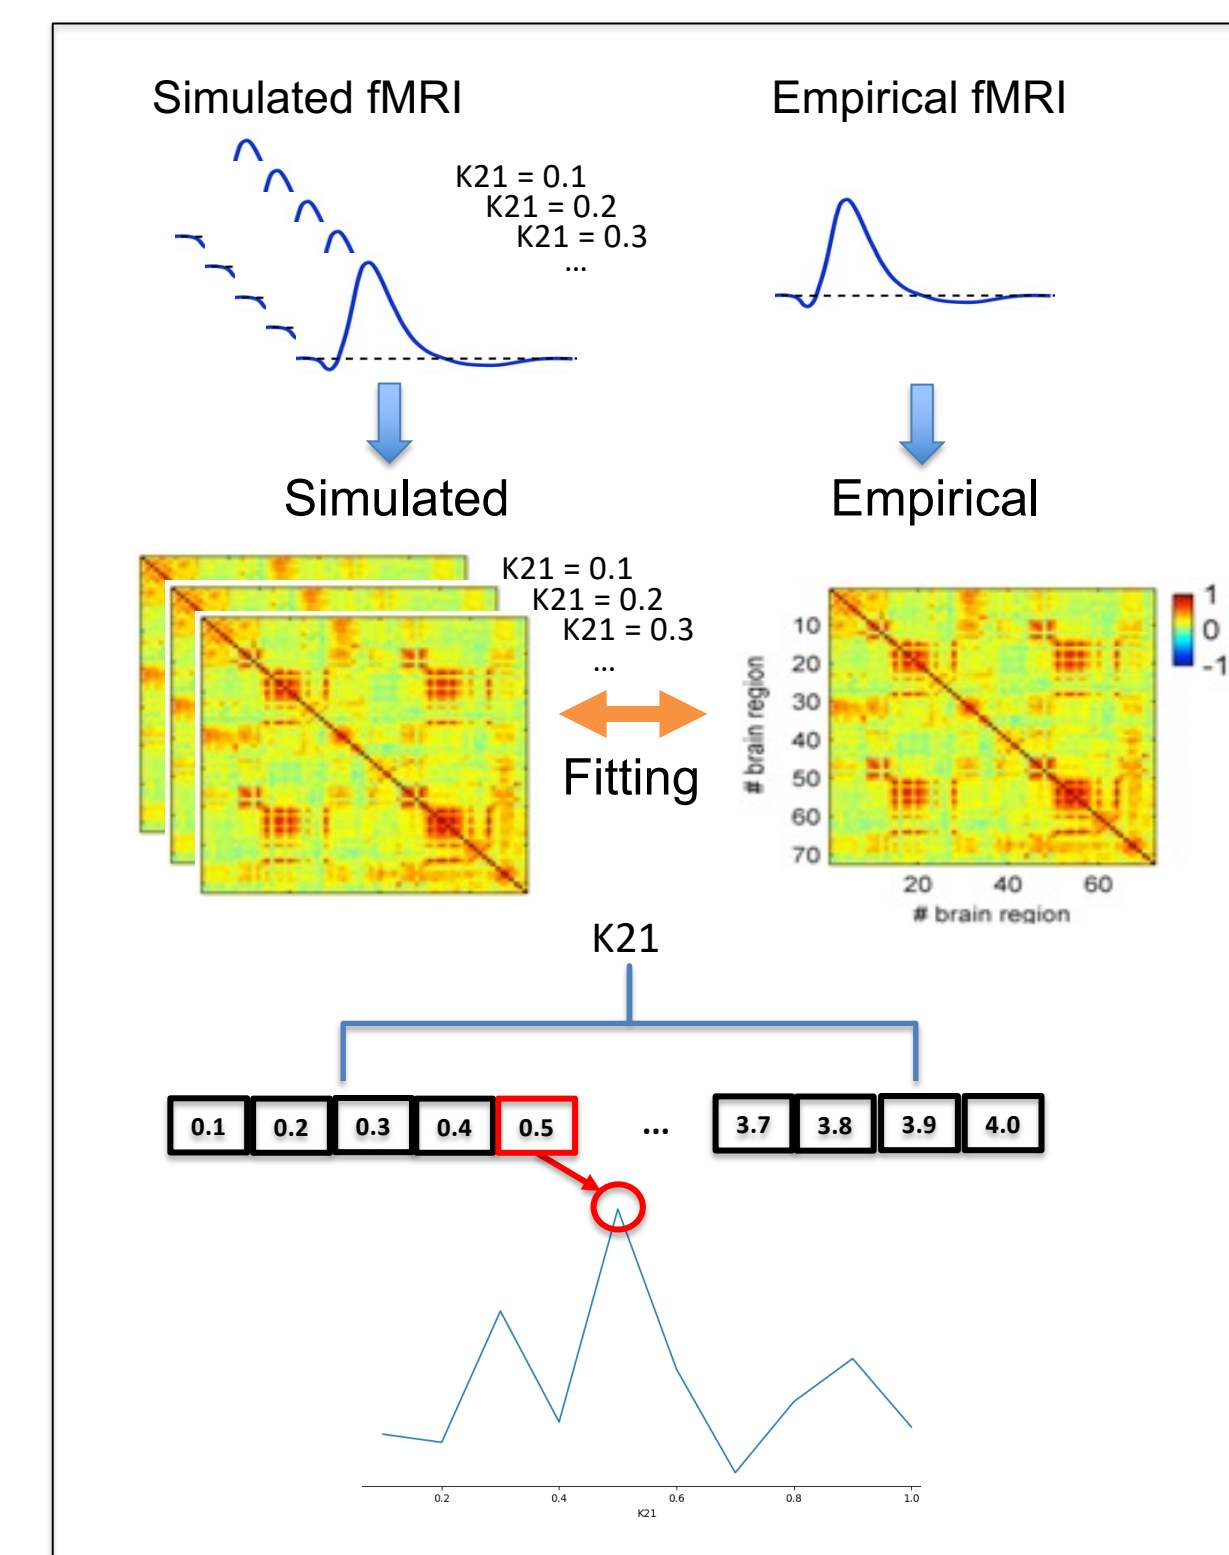 Simulated fMRI
Empirical fMRI
K21 = 0.1
K21 = 0.2
K21 = 0.3
...
Simulated
Empirical
K21 = 0.1
K21 = 0.2
K21 = 0.3
...
Fitting
# brain region
10
20
30
40
50
60
70
20 40 60
# brain region
1
0
-1
K21
0.1 0.2 0.3 0.4 0.5 ... 3.7 3.8 3.9 4.0
0.2 0.4 0.6 0.8 1.0
K21